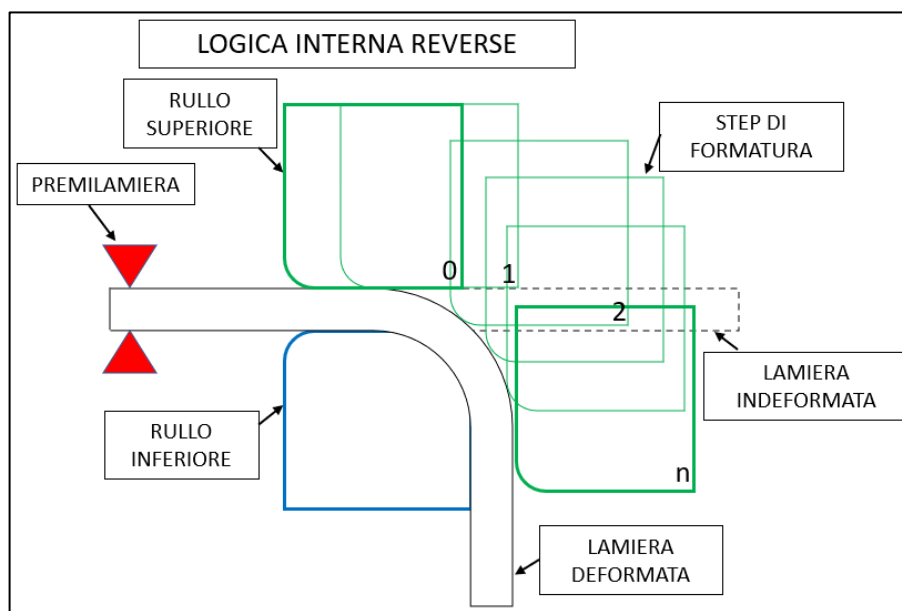 LOGICA INTERNA REVERSE
RULLO
SUPERIORE
STEP DI
FORMATURA
PREMILAMIERA
0
1
2
LAMIERA
INDEFORMATA
RULLO
INFERIORE
n
LAMIERA
DEFORMATA